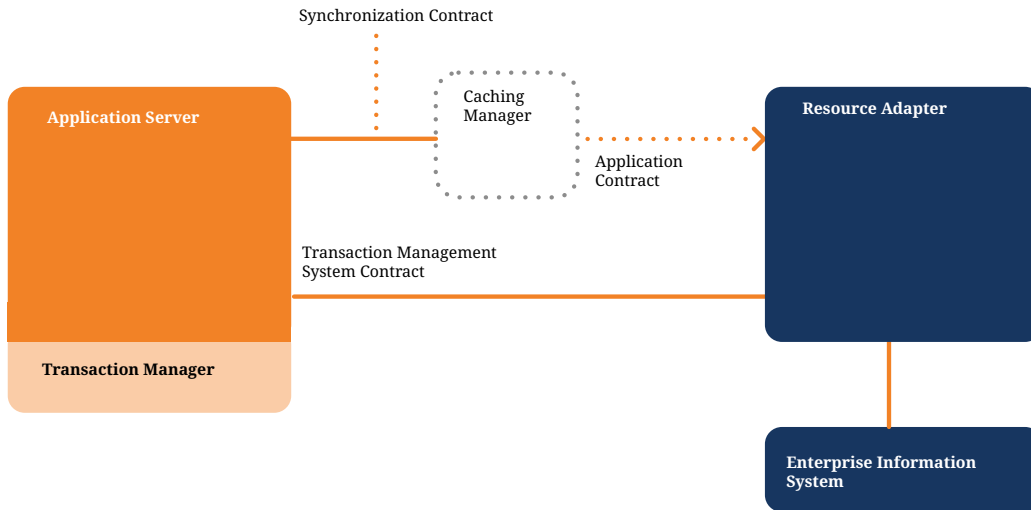 Synchronization Contract
Caching
Manager
Application Server
Resource Adapter
Application
Contract
Transaction Management
System Contract
Transaction Manager
Enterprise Information
System